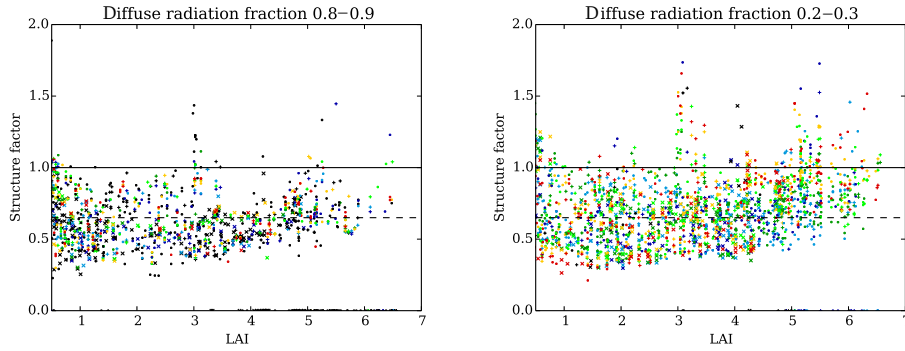 Diffuse radiation fraction 0.8−0.9
2.0
1.5
1.0
0.5
0.0
Structure factor
1 2 3 4 5 6 7
LAI
Diffuse radiation fraction 0.2−0.3
2.0
1.5
1.0
0.5
0.0
Structure factor
1 2 3 4 5 6 7
LAI